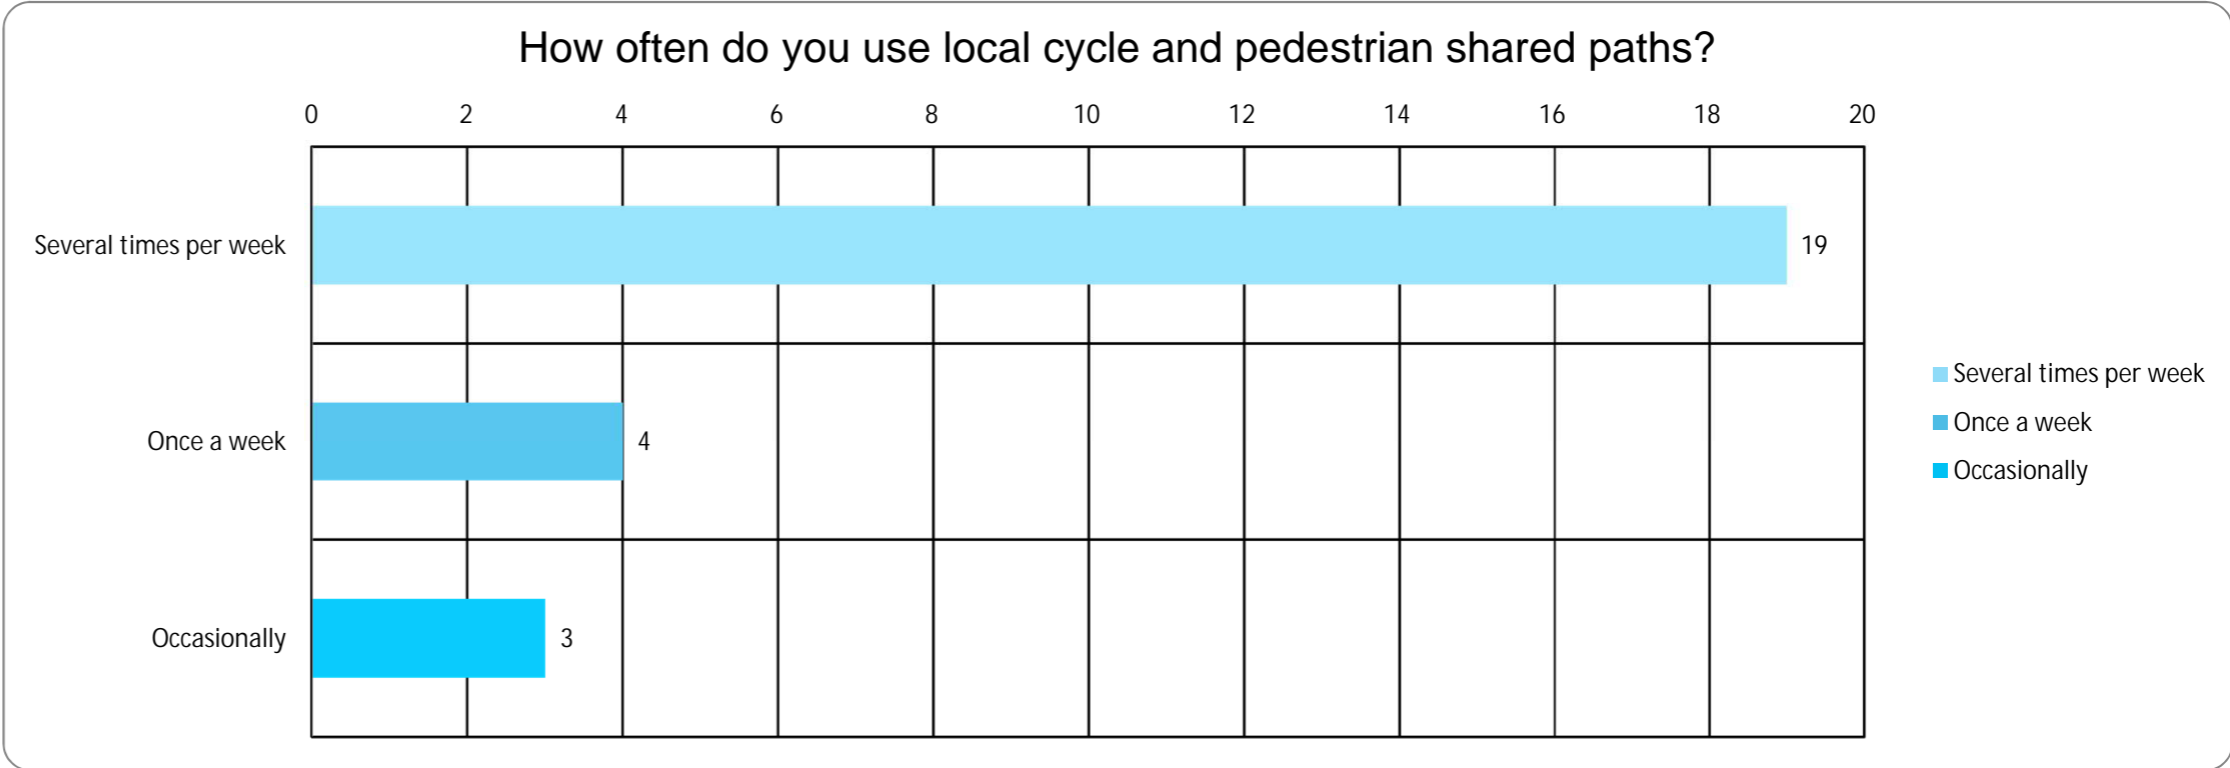 How often do you use local cycle and pedestrian shared paths?
0 2 4 6 8 10 12 14 16 18 20
Several times per week 19
Once a week 4
Occasionally 3
Several times per week
Once a week
Occasionally